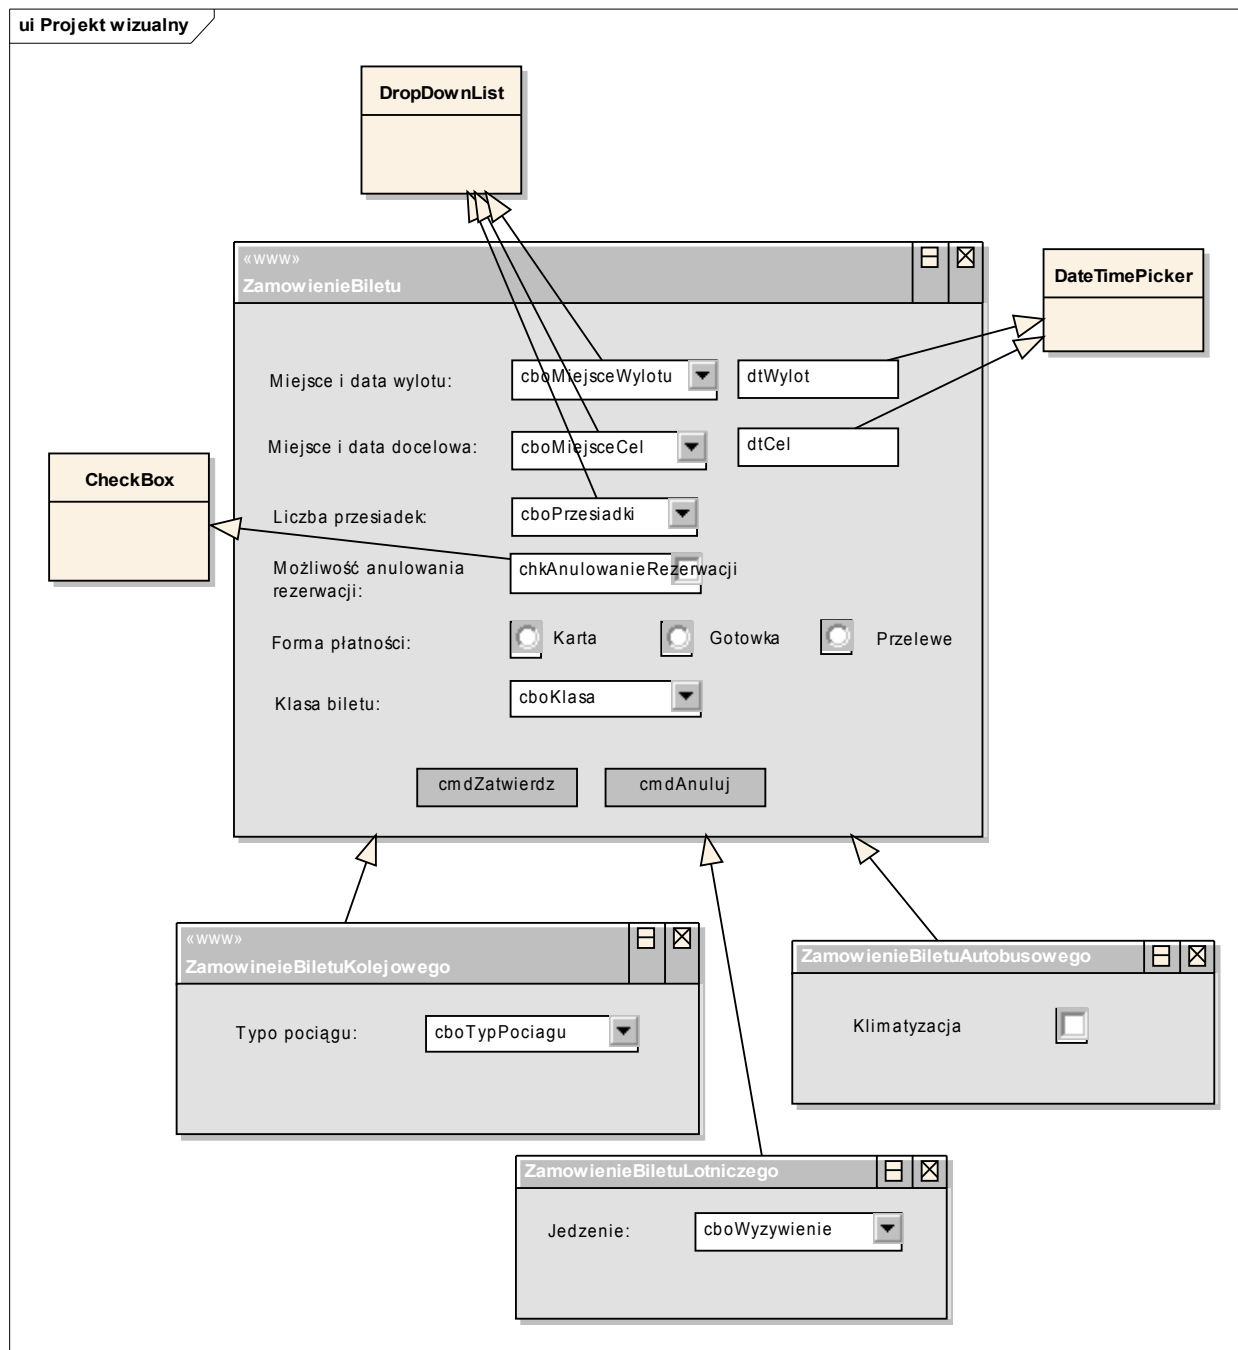 ui Projekt wizualny
DropDownList
«www»
ZamowienieBiletu
DateTimePicker
Miejsce i data wylotu:
cboMiejsceWylotu
dtWylot
Miejsce i data docelowa:
cboMiejsceCel
dtCel
CheckBox
Liczba przesiadek:
cboPrzesiadki
Możliwość anulowania
rezerwacji:
chkAnulowanieRezerwacji
Forma płatności:
Karta
Gotowka
Przelewe
Klasa biletu:
cboKlasa
cmdZatwierdz
cmdAnuluj
«www»
ZamowineieBiletuKolejowego
Typo pociągu:
cboTypPociagu
ZamowienieBiletuAutobusowego
Klimatyzacja
ZamowienieBiletuLotniczego
Jedzenie:
cboWyzywienie